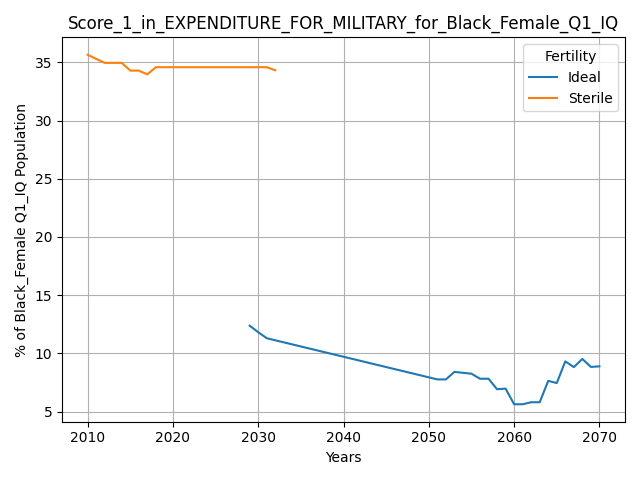 Score_1_in_EXPENDITURE_FOR_MILITARY_for_Black_Female_Q1_IQ
Fertility
Ideal
Sterile
% of Black_Female Q1_IQ Population
35
30
25
20
15
10
5
2010 2020 2030 2040 2050 2060 2070
Years